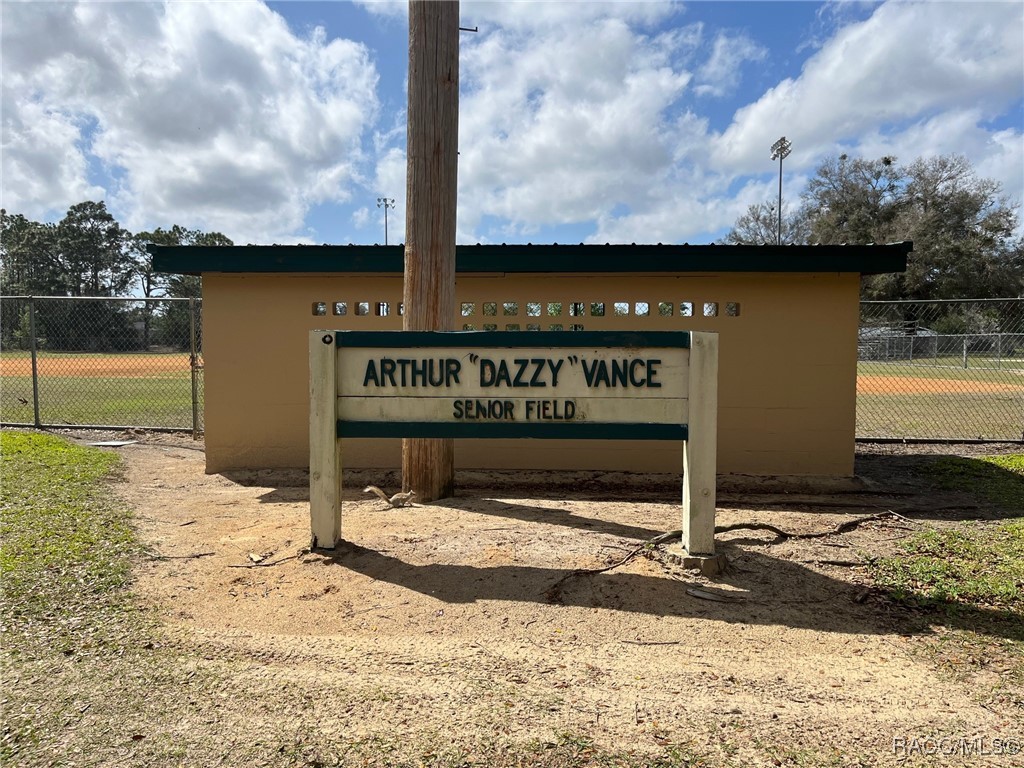 ARTHUR "DAZZY" VANCE
SENIOR FIELD
RACC MLS©